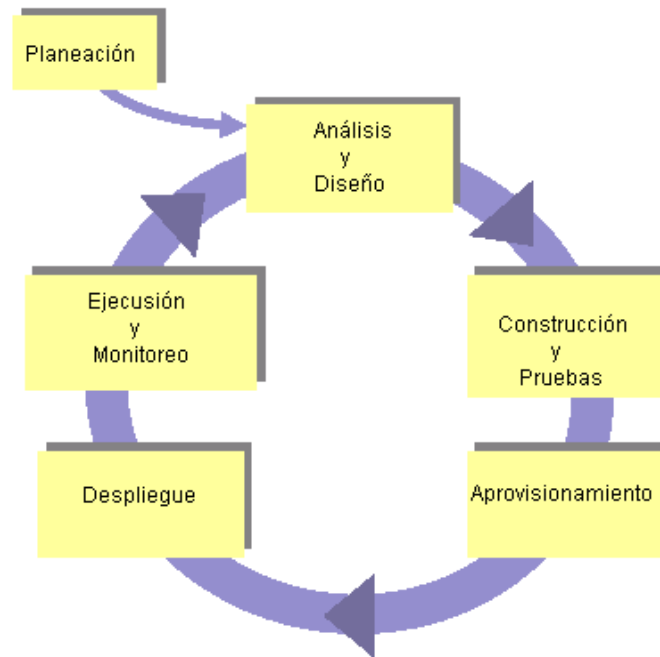 Planeación
Análisis
y
Diseño
Construcción
y
Pruebas
Aprovisionamiento
Despliegue
Ejecusión
y
Monitoreo